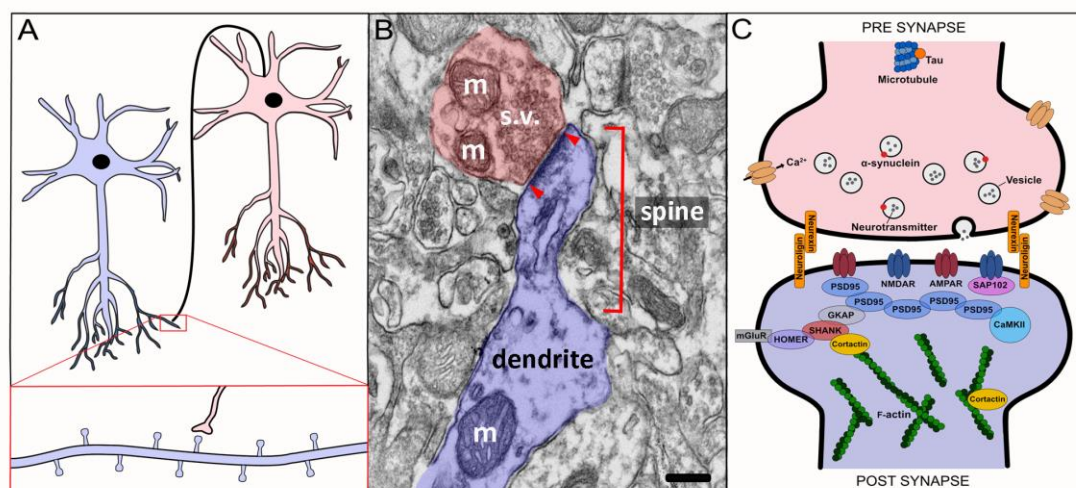 A
B
m
s.v.
m
spine
dendrite
m
C
PRE SYNAPSE
Tau
Microtubule
Ca²⁺
α-synuclein
Vesicle
Neurotransmitter
Neurexin
Neuroligin
Neurexin
Neuroligin
NMDAR
AMPAR
PSD95
SAP102
PSD95
PSD95
PSD95
PSD95
GKAP
CaMKII
mGluR
HOMER
SHANK
Cortactin
Cortactin
F-actin
POST SYNAPSE